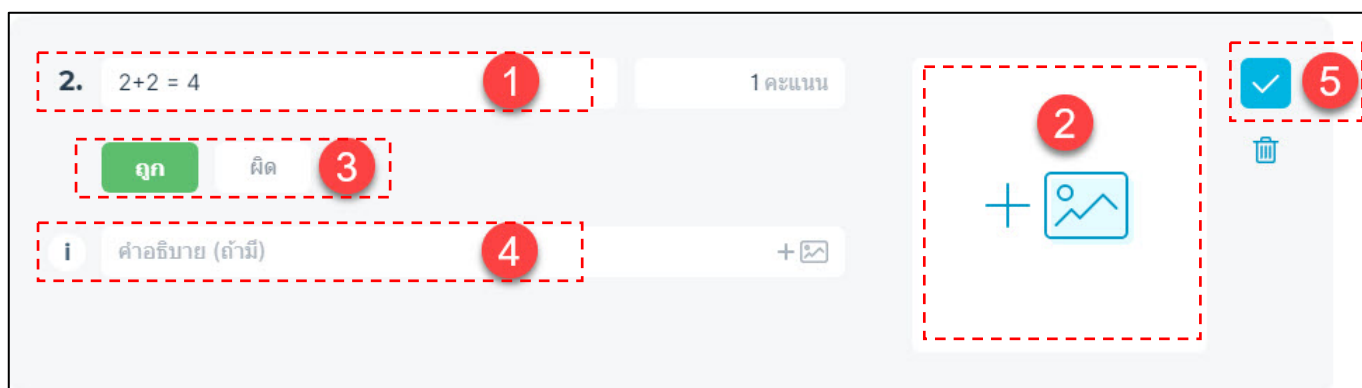 2. 2+2 = 4 1 1 คะแนน 2 5
ถูก ผิด 3
i คำอธิบาย (ถ้ามี) 4